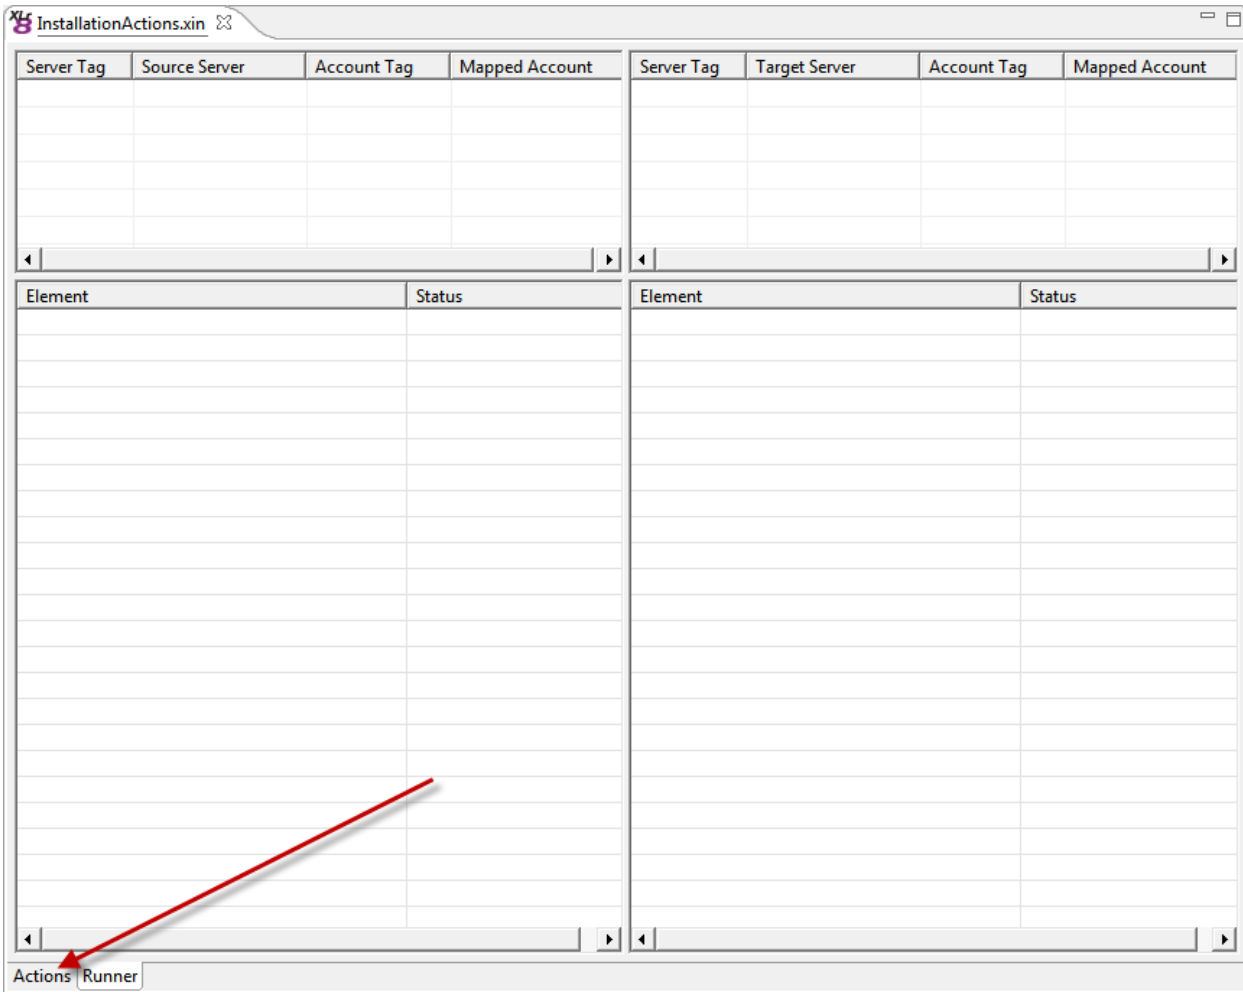 XLr8 InstallationActions.xin
Server Tag Source Server Account Tag Mapped Account Server Tag Target Server Account Tag Mapped Account
Element Status Element Status
Actions Runner